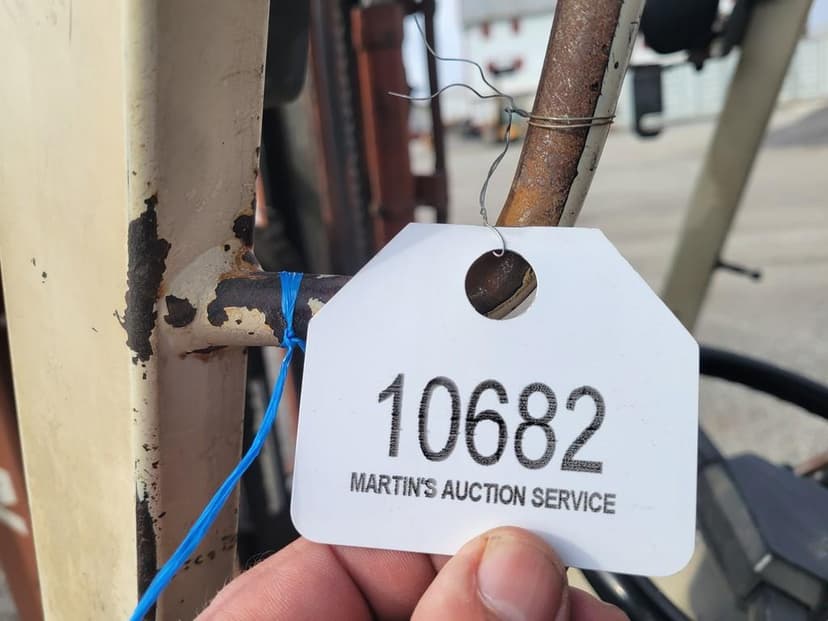 10682
MARTIN'S AUCTION SERVICE